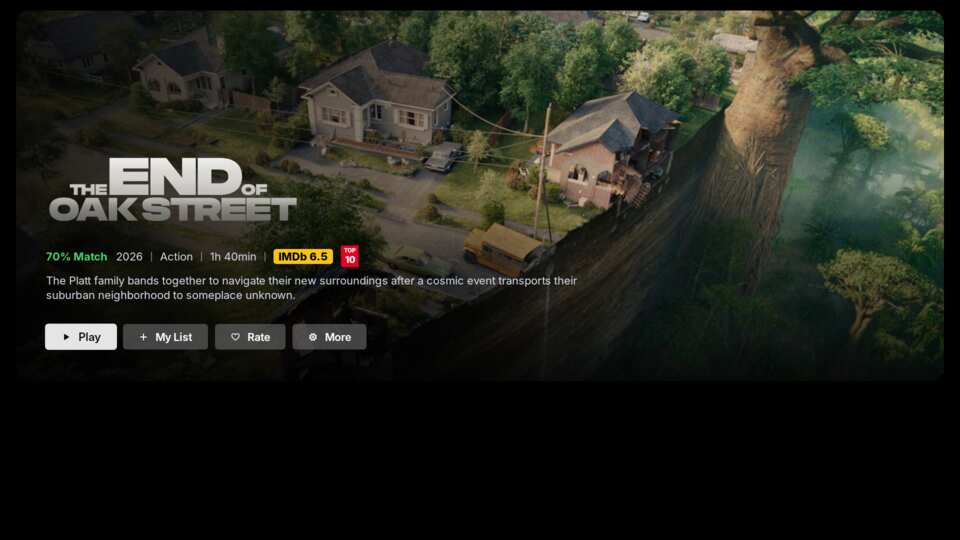 THE END OF
OAK STREET
70% Match 2026 | Action | 1h 40min | IMDb 6.5 TOP 10
The Platt family bands together to navigate their new surroundings after a cosmic event transports their
suburban neighborhood to someplace unknown.
Play My List Rate More